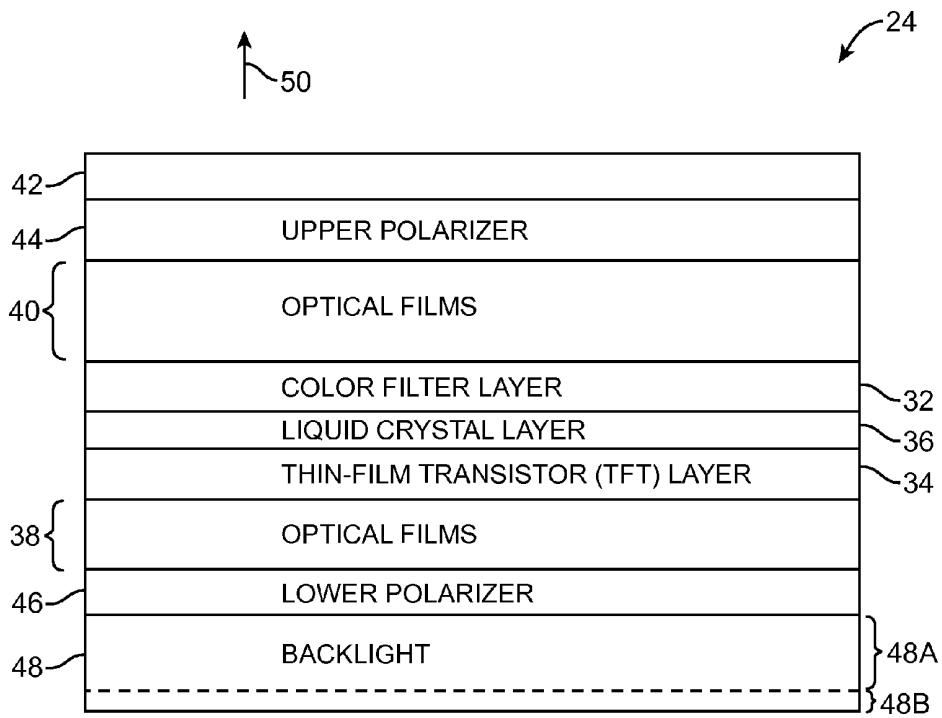 24
50
42
44 UPPER POLARIZER
40 OPTICAL FILMS
COLOR FILTER LAYER 32
LIQUID CRYSTAL LAYER 36
THIN-FILM TRANSISTOR (TFT) LAYER 34
38 OPTICAL FILMS
46 LOWER POLARIZER
48 BACKLIGHT 48A
48B